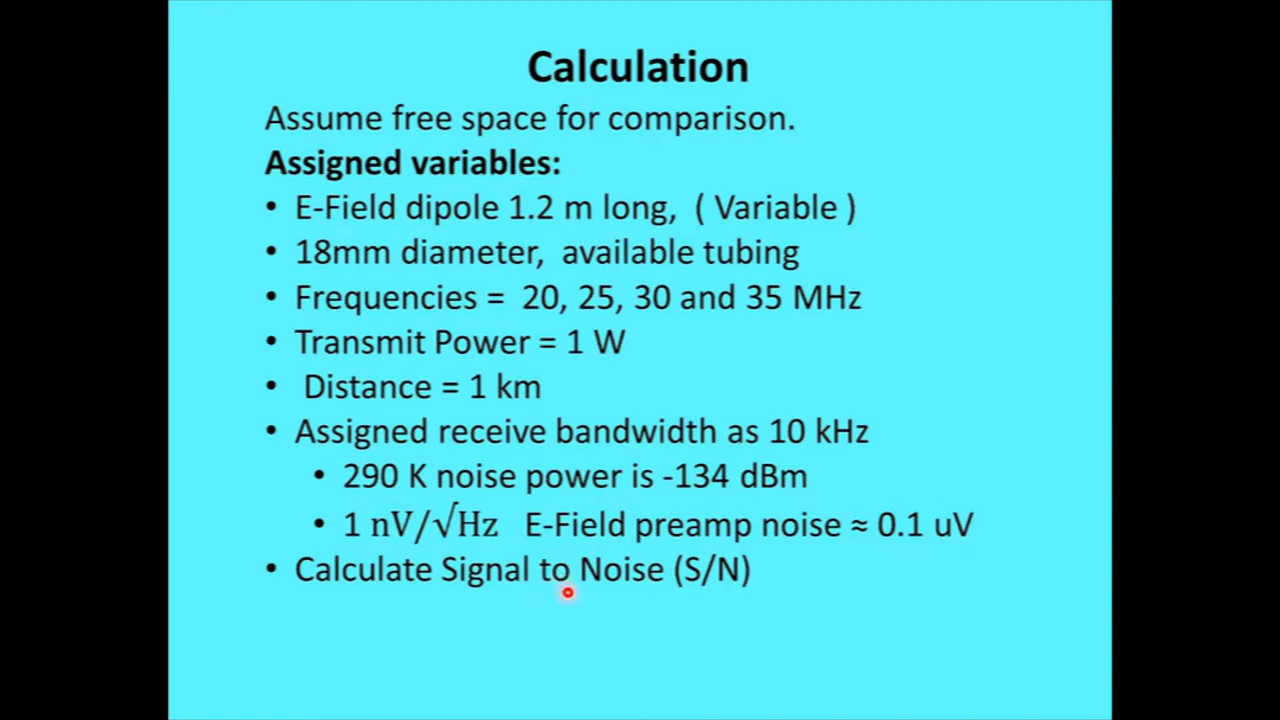 Calculation
Assume free space for comparison.
Assigned variables:
• E-Field dipole 1.2 m long, ( Variable )
• 18mm diameter, available tubing
• Frequencies = 20, 25, 30 and 35 MHz
• Transmit Power = 1 W
• Distance = 1 km
• Assigned receive bandwidth as 10 kHz
• 290 K noise power is -134 dBm
• 1 nV/√Hz E-Field preamp noise ≈ 0.1 uV
• Calculate Signal to Noise (S/N)